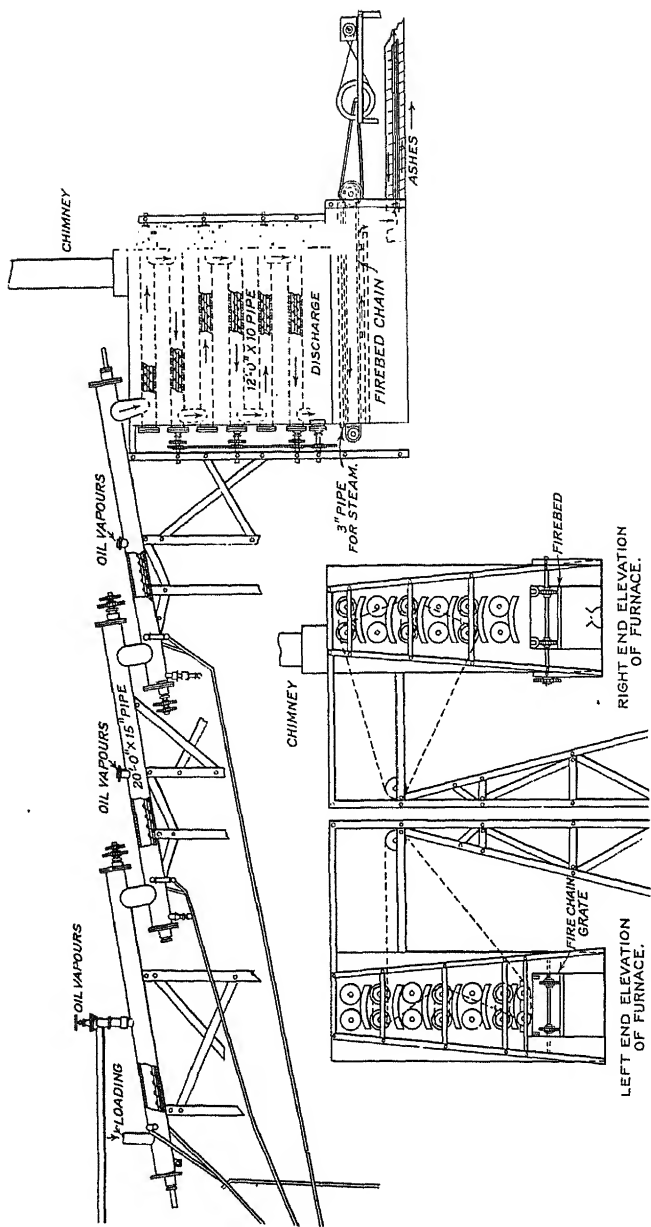 LOADING
OIL VAPOURS
OIL VAPOURS
20'-0" X 15" PIPE
OIL VAPOURS
CHIMNEY
12'-0" X 10 PIPE
DISCHARGE
FIREBED CHAIN
ASHES
3" PIPE
FOR STEAM.
CHIMNEY
FIRE CHAIN
GRATE
FIREBED
LEFT END ELEVATION
OF FURNACE.
RIGHT END ELEVATION
OF FURNACE.